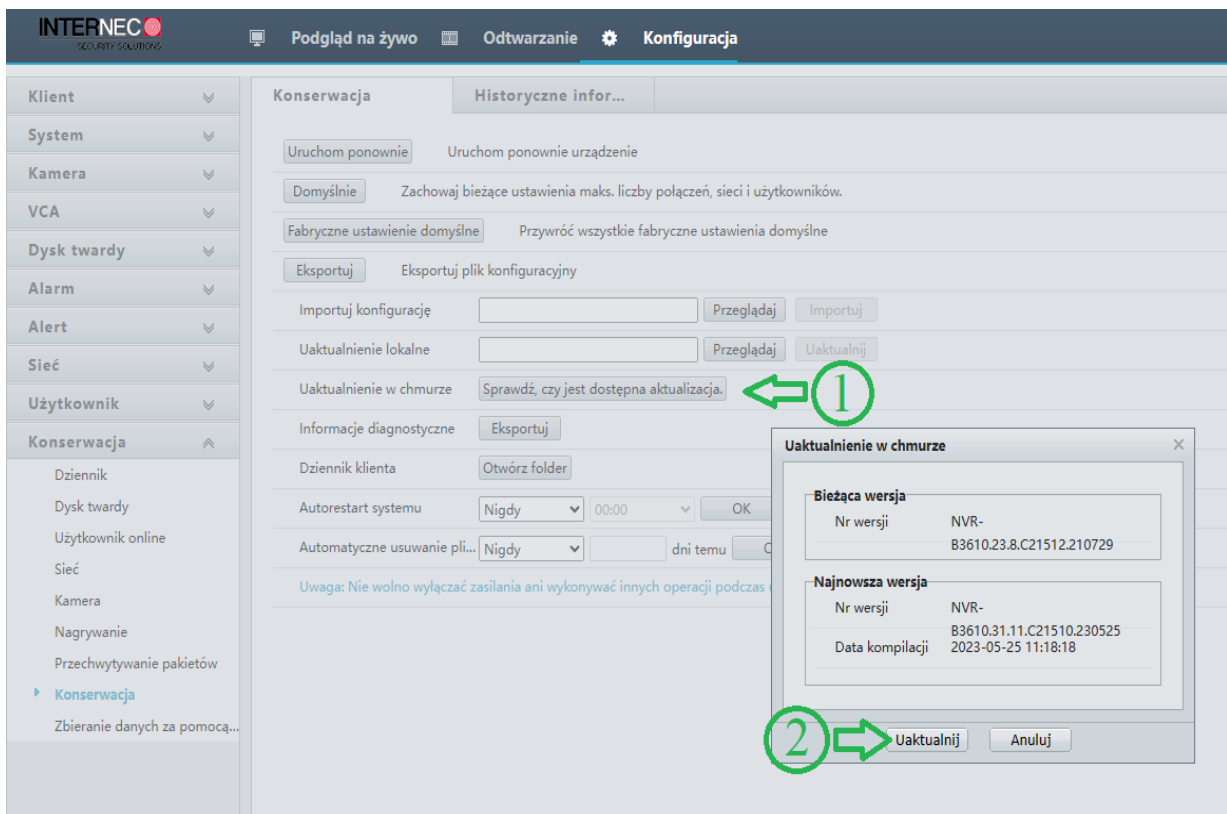 INTERNEC
SECURITY SOLUTIONS
Podgląd na żywo
Odtwarzanie
Konfiguracja
Klient
System
Kamera
VCA
Dysk twardy
Alarm
Alert
Sieć
Użytkownik
Konserwacja
Dziennik
Dysk twardy
Użytkownik online
Sieć
Kamera
Nagrywanie
Przechwytywanie pakietów
Konserwacja
Zbieranie danych za pomocą...
Konserwacja
Historyczne infor...
Uruchom ponownie Uruchom ponownie urządzenie
Domyślnie Zachowaj bieżące ustawienia maks. liczby połączeń, sieci i użytkowników.
Fabryczne ustawienie domyślne Przywróć wszystkie fabryczne ustawienia domyślne
Eksportuj Eksportuj plik konfiguracyjny
Importuj konfigurację Przeglądaj Importuj
Uaktualnienie lokalne Przeglądaj Uaktualnij
Uaktualnienie w chmurze Sprawdź, czy jest dostępna aktualizacja. 1
Informacje diagnostyczne Eksportuj
Dziennik klienta Otwórz folder
Autorestart systemu Nigdy 00:00 OK
Automatyczne usuwanie pli... Nigdy dni temu
Uwaga: Nie wolno wyłączać zasilania ani wykonywać innych operacji podczas
Uaktualnienie w chmurze
Bieżąca wersja
Nr wersji NVR-
B3610.23.8.C21512.210729
Najnowsza wersja
Nr wersji NVR-
B3610.31.11.C21510.230525
Data kompilacji 2023-05-25 11:18:18
2 Uaktualnij Anuluj